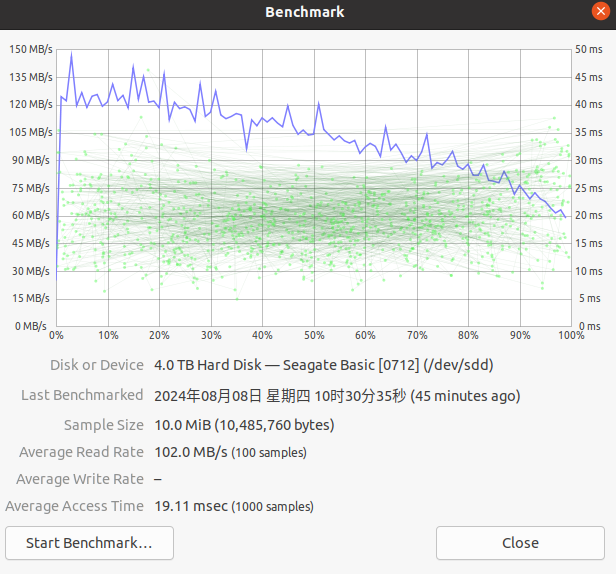 Benchmark
150 MB/s
50 ms
135 MB/s
45 ms
120 MB/s
40 ms
105 MB/s
35 ms
90 MB/s
30 ms
75 MB/s
25 ms
60 MB/s
20 ms
45 MB/s
15 ms
30 MB/s
10 ms
15 MB/s
5 ms
0 MB/s
0 ms
0% 10% 20% 30% 40% 50% 60% 70% 80% 90% 100%
Disk or Device 4.0 TB Hard Disk — Seagate Basic [0712] (/dev/sdd)
Last Benchmarked 2024年08月08日 星期四 10时30分35秒 (45 minutes ago)
Sample Size 10.0 MiB (10,485,760 bytes)
Average Read Rate 102.0 MB/s (100 samples)
Average Write Rate –
Average Access Time 19.11 msec (1000 samples)
Start Benchmark… Close